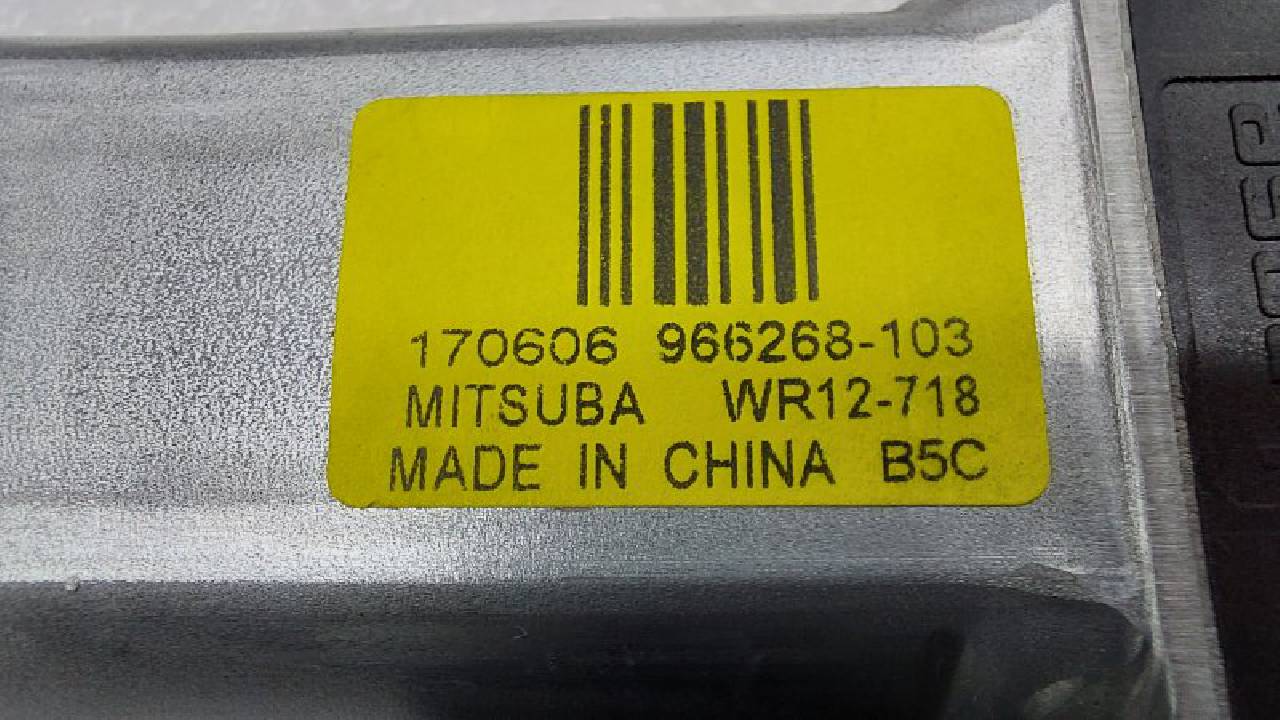 170606 966268-103
MITSUBA WR12-718
MADE IN CHINA B5C